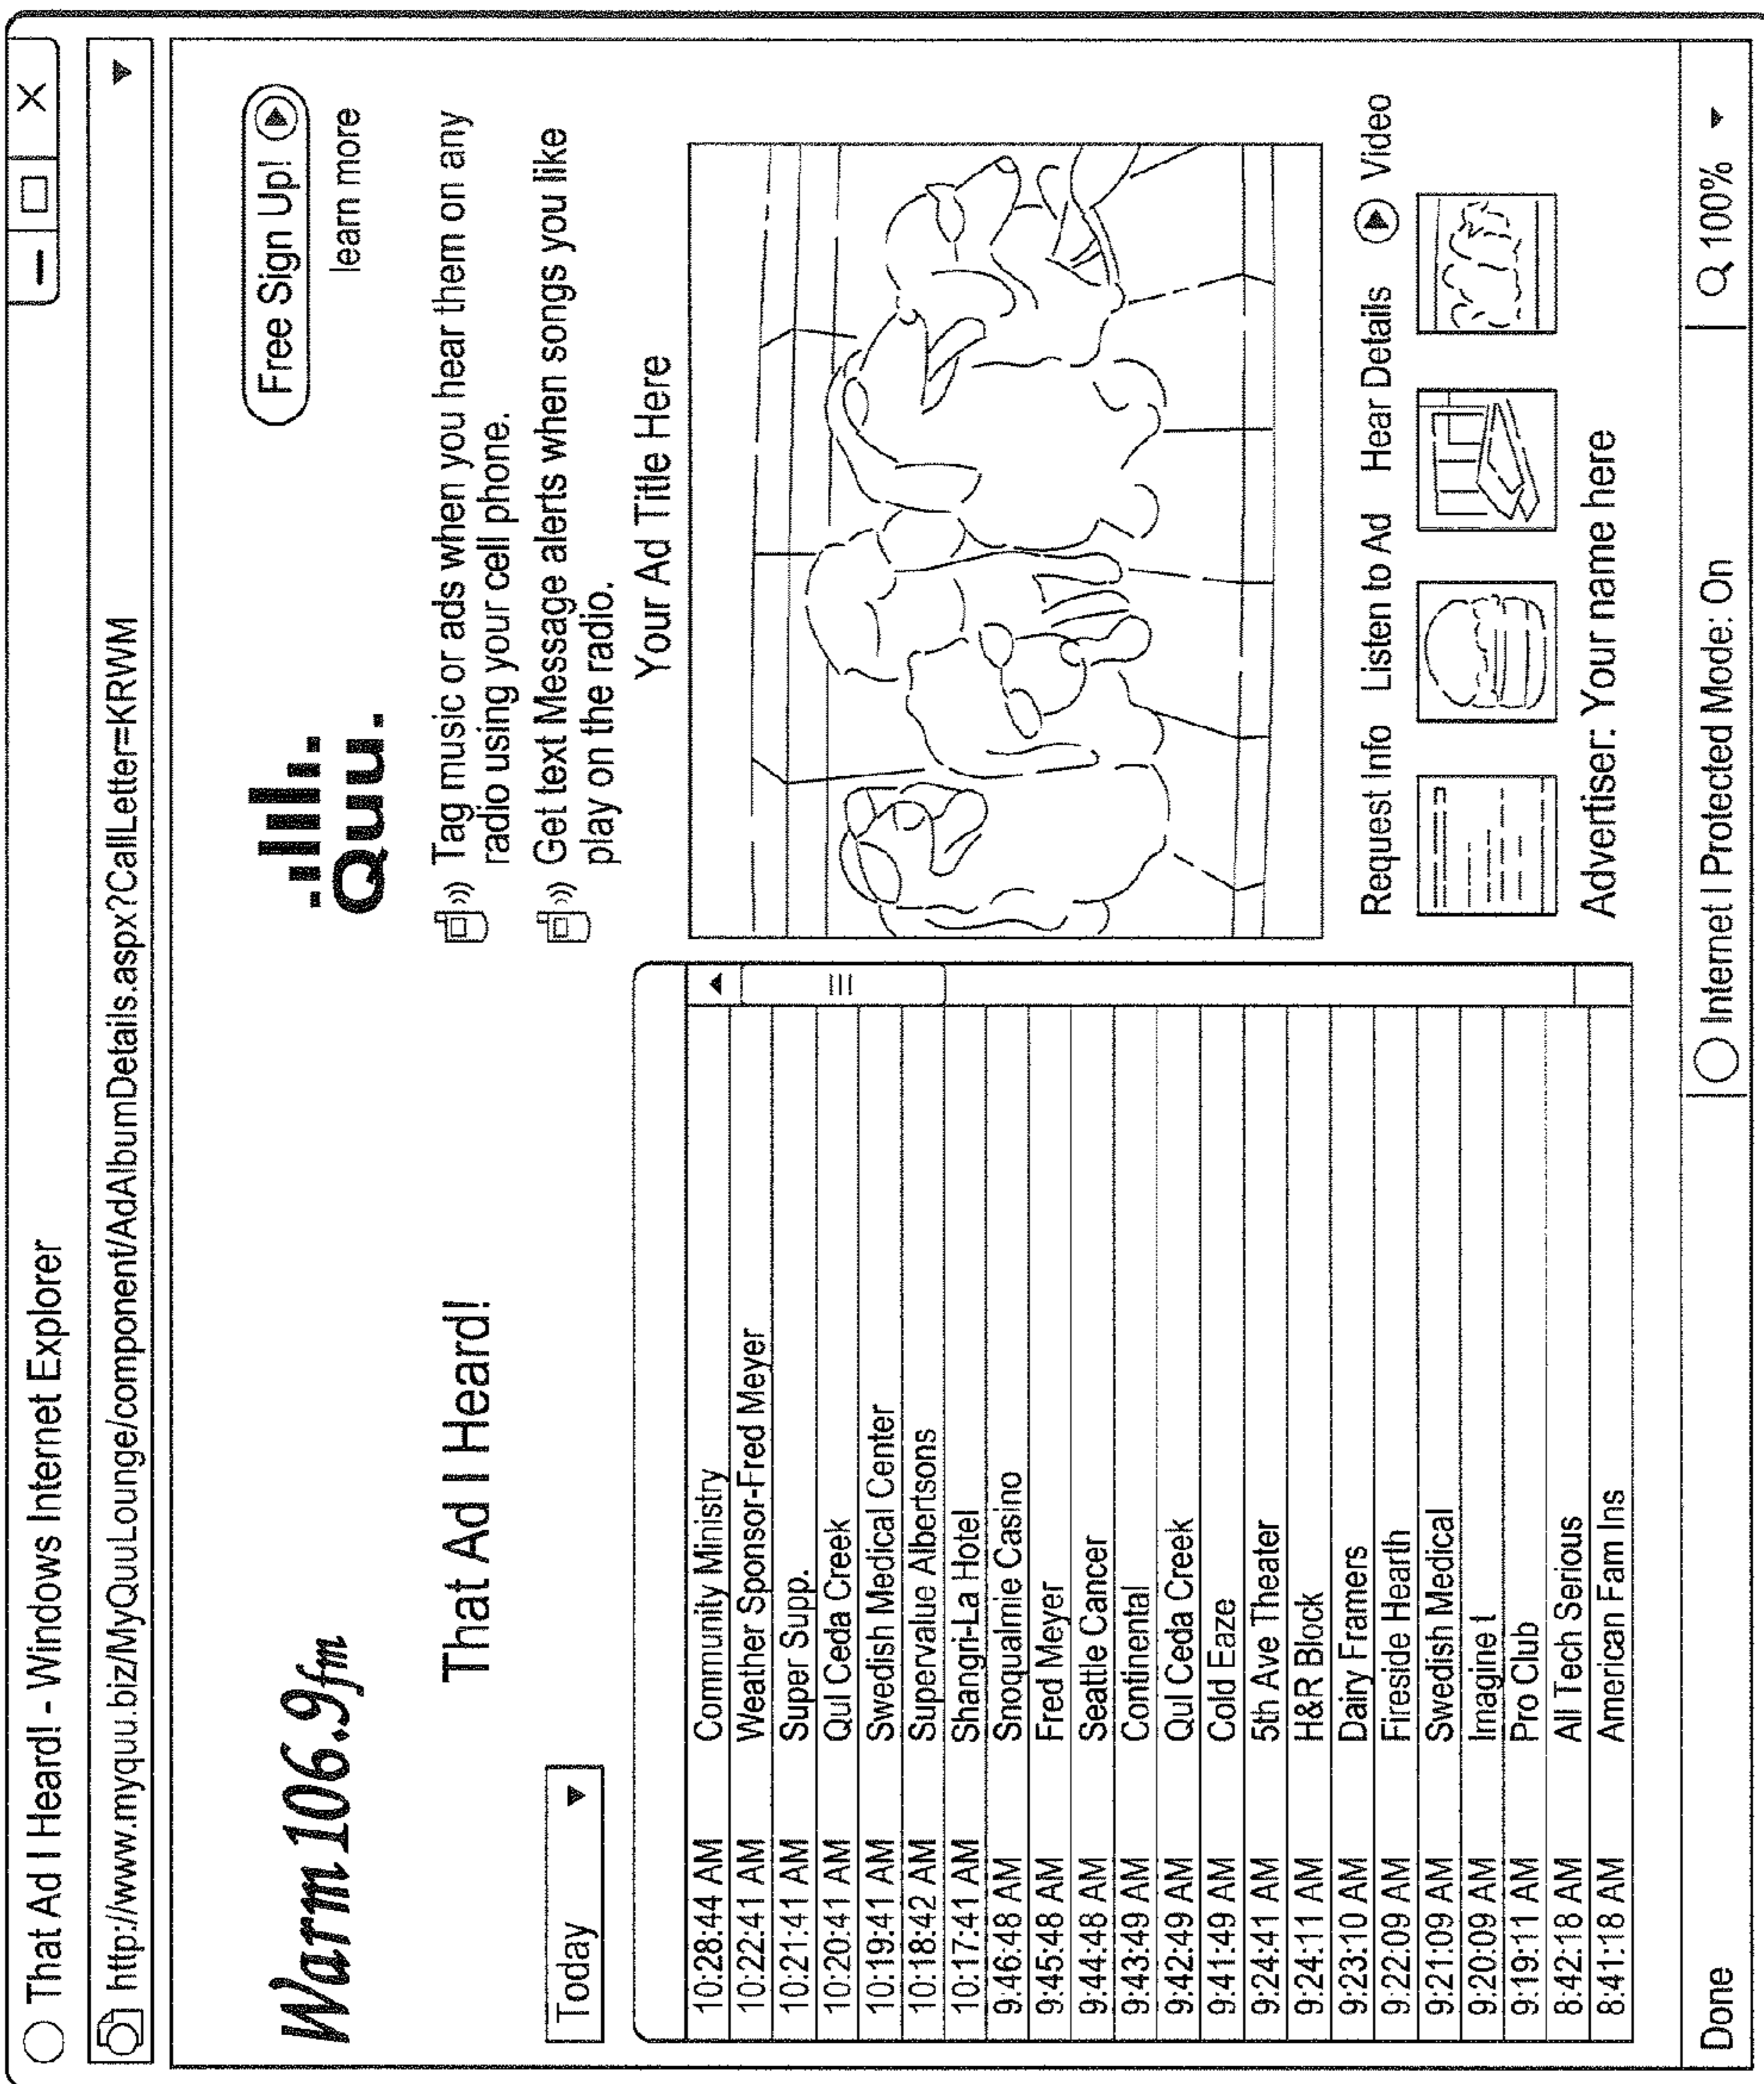 That Ad I Heard! - Windows Internet Explorer
http://www.myquu.biz/MyQuuLounge/component/AdAlbumDetails.aspx?CallLetter=KRWM
Warm 106.9fm
Quu.
Free Sign Up!
learn more
That Ad I Heard!
Tag music or ads when you hear them on any
radio using your cell phone.
Get text Message alerts when songs you like
play on the radio.
Today
10:28:44 AM Community Ministry
10:22:41 AM Weather Sponsor-Fred Meyer
10:21:41 AM Super Supp.
10:20:41 AM Qul Ceda Creek
10:19:41 AM Swedish Medical Center
10:18:42 AM Supervalue Albertsons
10:17:41 AM Shangri-La Hotel
9:46:48 AM Snoqualmie Casino
9:45:48 AM Fred Meyer
9:44:48 AM Seattle Cancer
9:43:49 AM Continental
9:42:49 AM Qul Ceda Creek
9:41:49 AM Cold Eaze
9:24:41 AM 5th Ave Theater
9:24:11 AM H&R Block
9:23:10 AM Dairy Framers
9:22:09 AM Fireside Hearth
9:21:09 AM Swedish Medical
9:20:09 AM Imagine t
9:19:11 AM Pro Club
8:42:18 AM All Tech Serious
8:41:18 AM American Fam Ins
Your Ad Title Here
Request Info Listen to Ad Hear Details Video
Advertiser: Your name here
Done
Internet I Protected Mode: On
100%